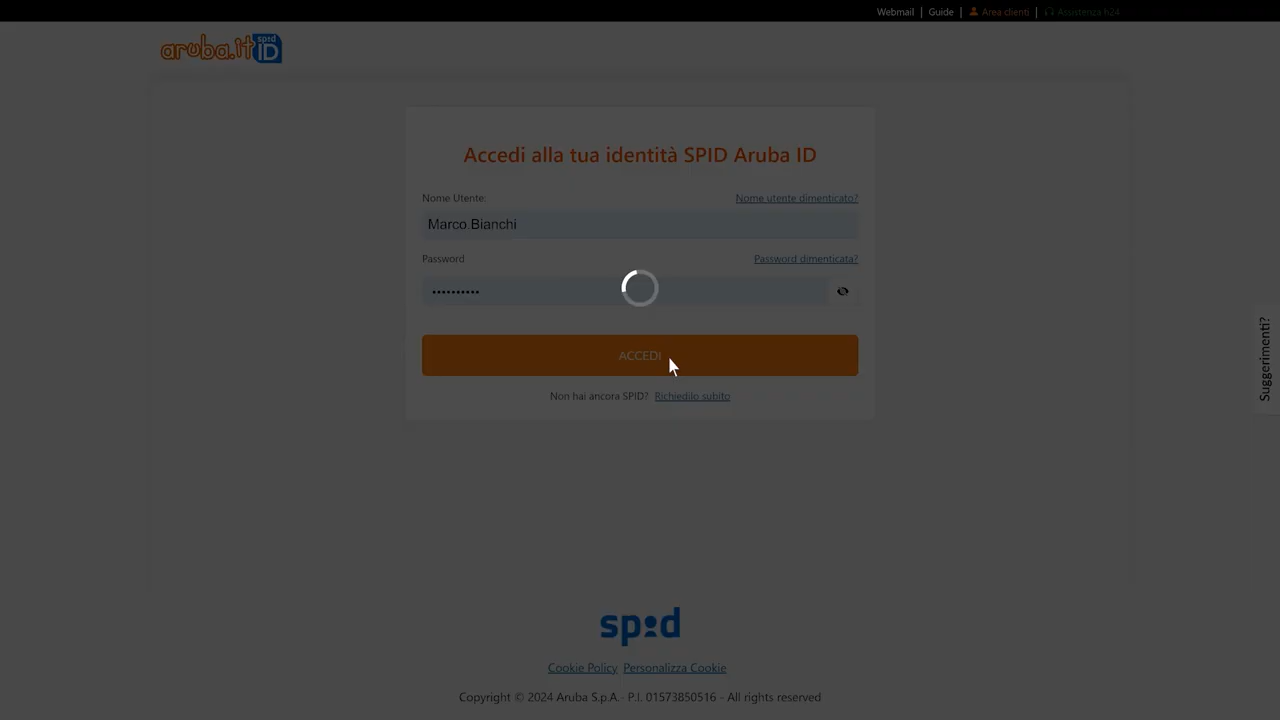 Webmail | Guide | Area clienti | Assistenza h24
aruba.it spid ID
Accedi alla tua identità SPID Aruba ID
Nome Utente: Nome utente dimenticato?
Marco.Bianchi
Password Password dimenticata?
••••••••••
ACCEDI
Non hai ancora SPID? Richiedilo subito
Suggerimenti?
spid
Cookie Policy Personalizza Cookie
Copyright © 2024 Aruba S.p.A.- P.I. 01573850516 - All rights reserved